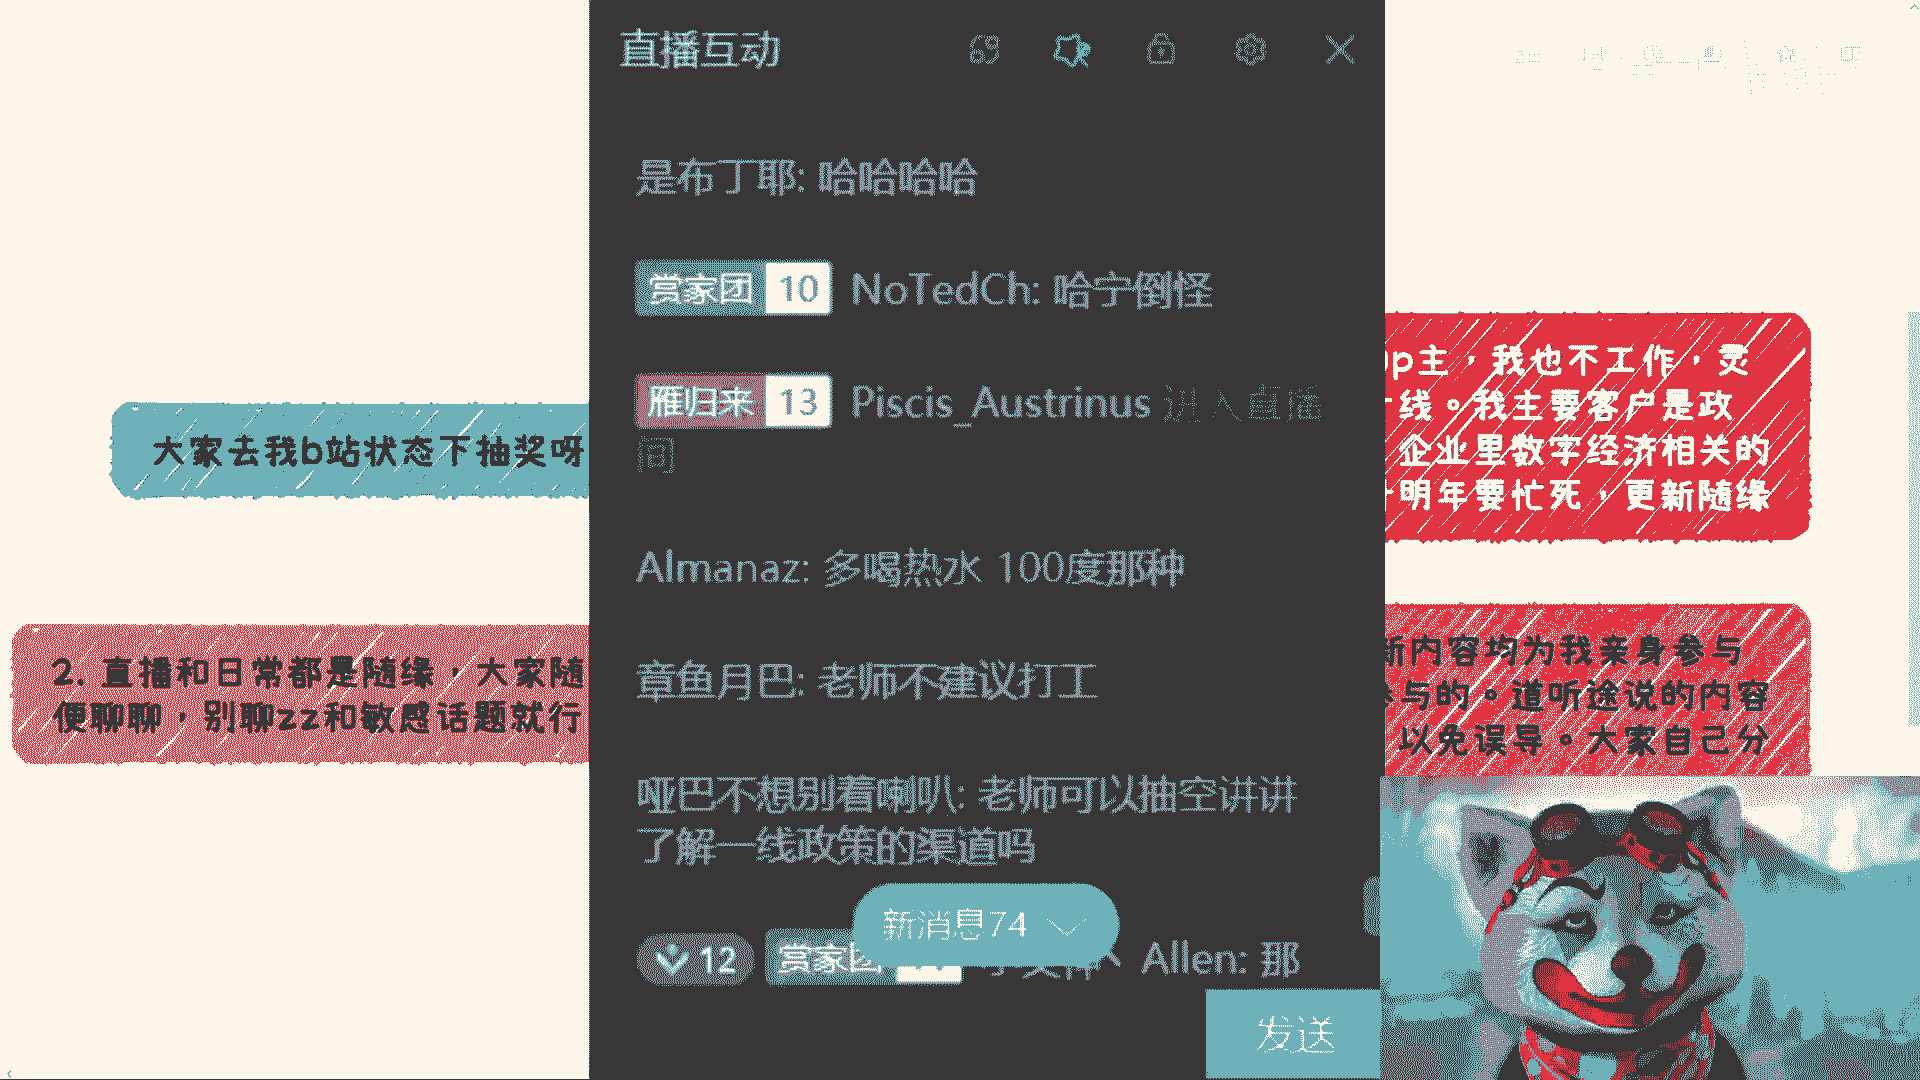 直播互动
是布丁耶: 哈哈哈哈
赏家团 10 NoTedCh: 哈宁倒怪
雁归来 13 Piscis_Austrinus 进入直播
间
Almanaz: 多喝热水 100度那种
章鱼月巴: 老师不建议打工
哑巴不想别着喇叭: 老师可以抽空讲讲
了解一线政策的渠道吗
新消息74
12 赏家团 Allen: 那
发送
大家去我b站状态下抽奖呀
2. 直播和日常都是随缘，大家随
便聊聊，别聊zz和敏感话题就行
p主，我也不工作，灵
线。我主要客户是政
企业里数字经济相关的
明年要忙死，更新随缘
新内容均为我亲身参与
参与的。道听途说的内容
以免误导。大家自己分